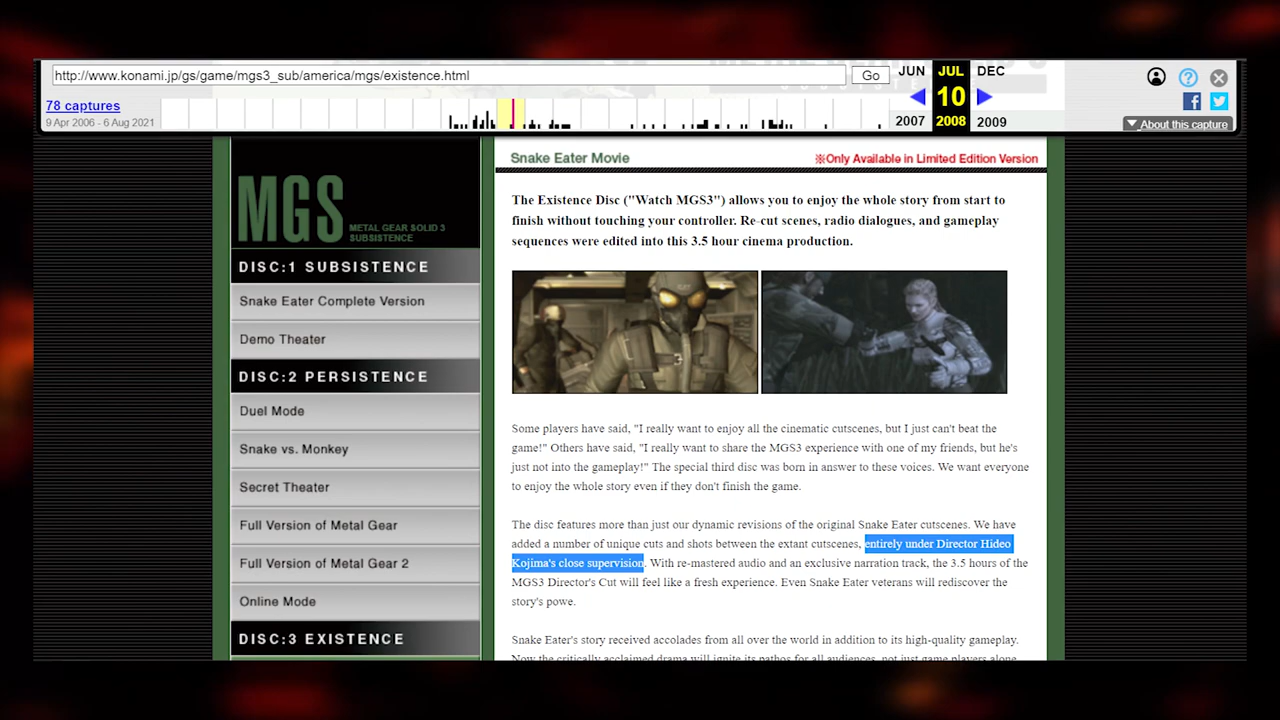 http://www.konami.jp/gs/game/mgs3_sub/america/mgs/existence.html
Go
JUN JUL DEC
78 captures
10
9 Apr 2006 - 6 Aug 2021
2007 2008 2009
About this capture
MGS METAL GEAR SOLID 3
SUBSISTENCE
DISC:1 SUBSISTENCE
Snake Eater Complete Version
Demo Theater
DISC:2 PERSISTENCE
Duel Mode
Snake vs. Monkey
Secret Theater
Full Version of Metal Gear
Full Version of Metal Gear 2
Online Mode
DISC:3 EXISTENCE
Snake Eater Movie
※Only Available in Limited Edition Version
The Existence Disc ("Watch MGS3") allows you to enjoy the whole story from start to
finish without touching your controller. Re-cut scenes, radio dialogues, and gameplay
sequences were edited into this 3.5 hour cinema production.
Some players have said, "I really want to enjoy all the cinematic cutscenes, but I just can't beat the
game!" Others have said, "I really want to share the MGS3 experience with one of my friends, but he's
just not into the gameplay!" The special third disc was born in answer to these voices. We want everyone
to enjoy the whole story even if they don't finish the game.
The disc features more than just our dynamic revisions of the original Snake Eater cutscenes. We have
added a number of unique cuts and shots between the extant cutscenes, entirely under Director Hideo
Kojima's close supervision. With re-mastered audio and an exclusive narration track, the 3.5 hours of the
MGS3 Director's Cut will feel like a fresh experience. Even Snake Eater veterans will rediscover the
story's powe.
Snake Eater's story received accolades from all over the world in addition to its high-quality gameplay.
Now the critically acclaimed drama will ignite its pathos for all audiences, not just game players alone.